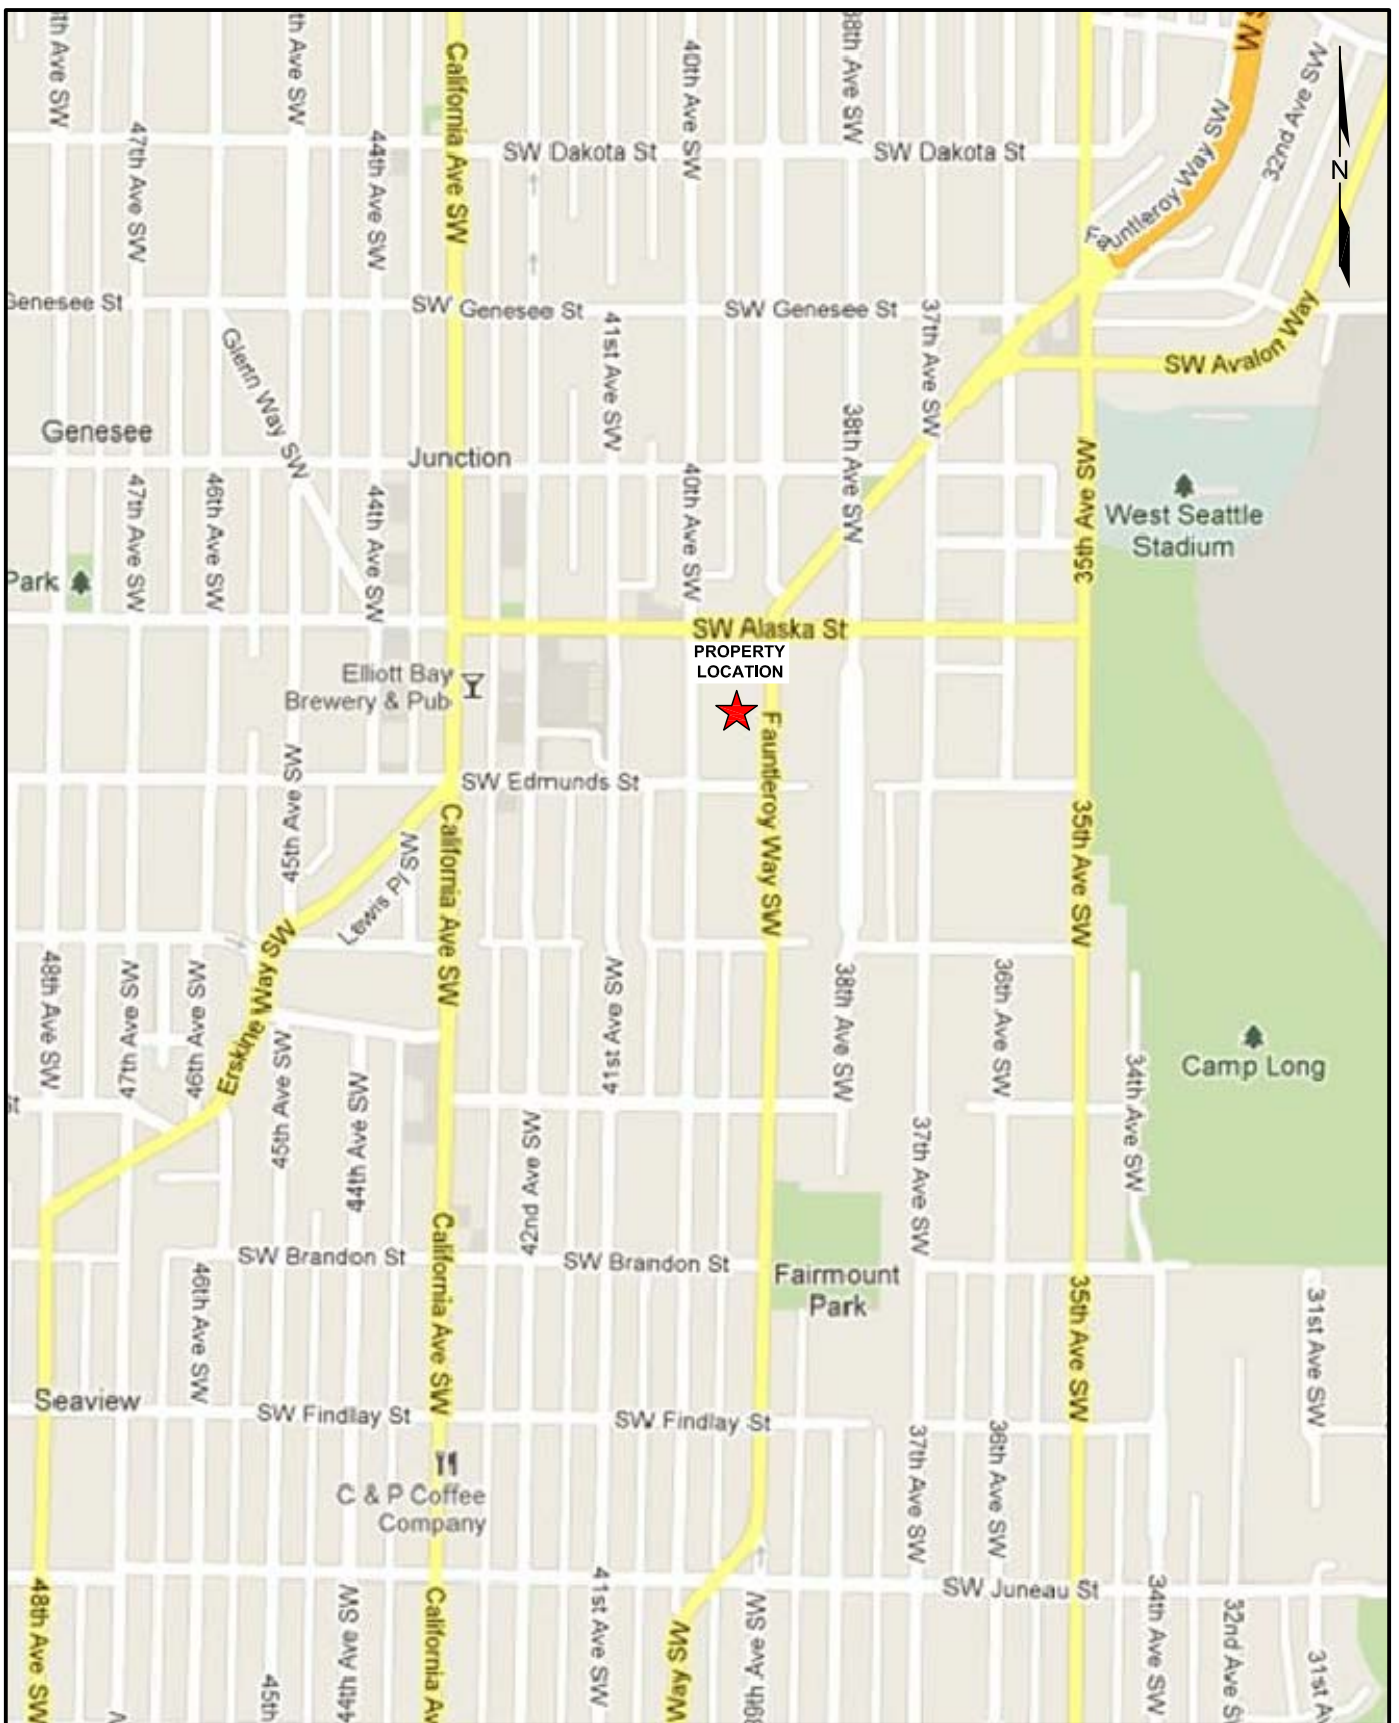 California Ave SW
40th Ave SW
38th Ave SW
W S
32nd Ave SW
Fauntleroy Way SW
47th Ave SW
44th Ave SW
SW Dakota St
SW Dakota St
N
Genesee St
SW Genesee St
SW Genesee St
41st Ave SW
37th Ave SW
SW Avalon Way
Glenn Way SW
Genesee
Junction
38th Ave SW
35th Ave SW
47th Ave SW
46th Ave SW
44th Ave SW
40th Ave SW
West Seattle
Stadium
Park
SW Alaska St
PROPERTY
LOCATION
Elliott Bay
Brewery & Pub
Fauntleroy Way SW
45th Ave SW
SW Edmunds St
35th Ave SW
California Ave SW
Lewis Pl SW
Erskine Way SW
48th Ave SW
47th Ave SW
46th Ave SW
41st Ave SW
38th Ave SW
36th Ave SW
45th Ave SW
44th Ave SW
34th Ave SW
Camp Long
42nd Ave SW
37th Ave SW
California Ave SW
SW Brandon St
SW Brandon St
46th Ave SW
Fairmount
Park
35th Ave SW
31st Ave SW
Seaview
SW Findlay St
SW Findlay St
37th Ave SW
36th Ave SW
C & P Coffee
Company
48th Ave SW
44th Ave SW
California Av
41st Ave SW
Way SW
SW Juneau St
34th Ave SW
32nd Ave S
45th
31st A